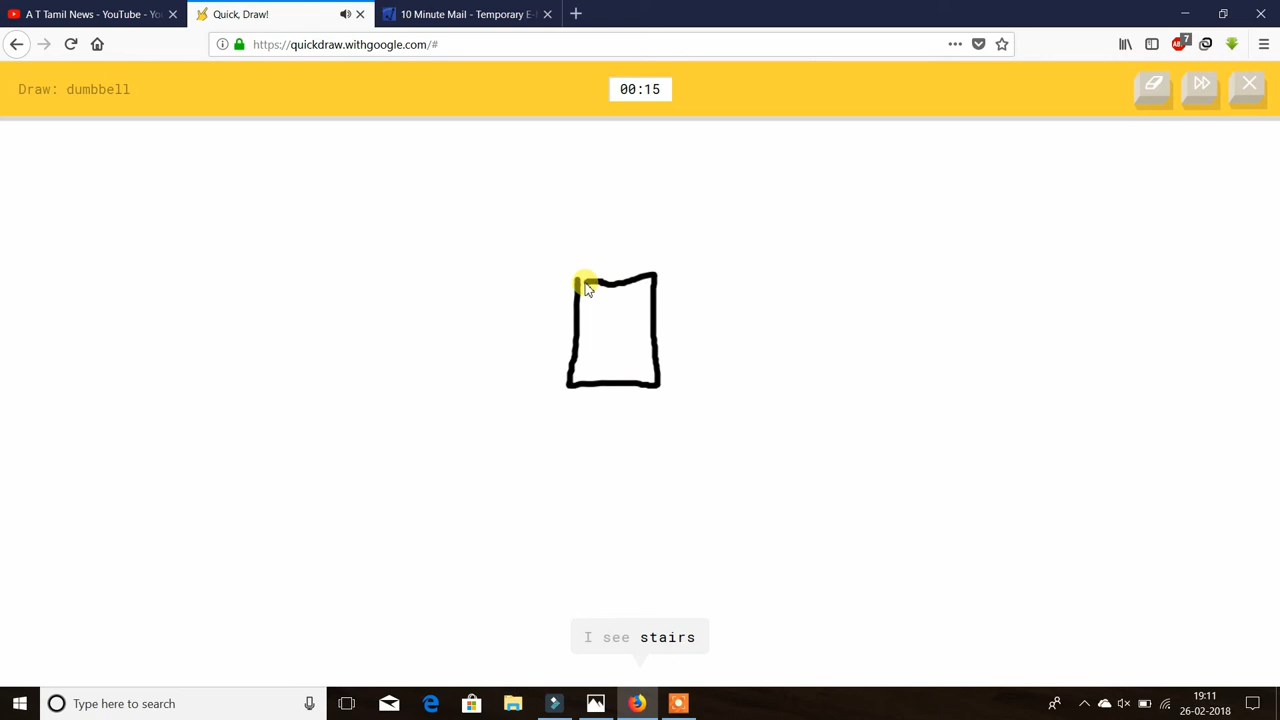 A T Tamil News - YouTube - Yo
Quick, Draw!
10 Minute Mail - Temporary E-
https://quickdraw.withgoogle.com/#
7
Draw: dumbbell
00:15
I see stairs
Type here to search
19:11
26-02-2018